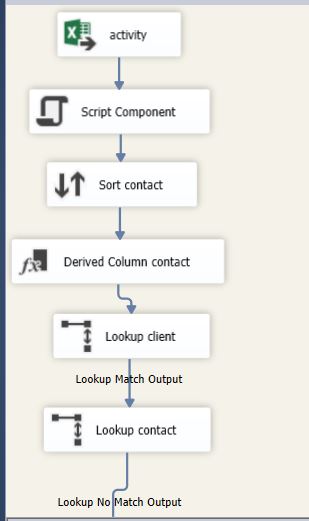 activity
Script Component
Sort contact
Derived Column contact
Lookup client
Lookup Match Output
Lookup contact
Lookup No Match Output